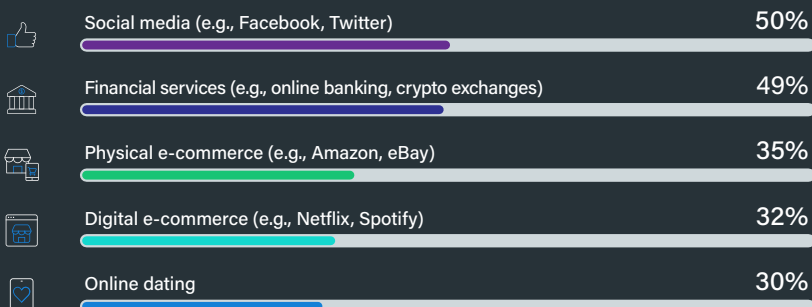 Social media (e.g., Facebook, Twitter) 50%
Financial services (e.g., online banking, crypto exchanges) 49%
Physical e-commerce (e.g., Amazon, eBay) 35%
Digital e-commerce (e.g., Netflix, Spotify) 32%
Online dating 30%